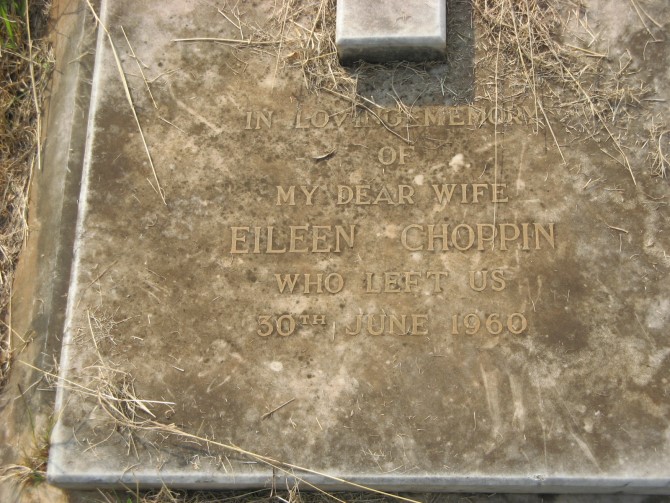 IN LOVING MEMORY
OF
MY DEAR WIFE
EILEEN CHOPPIN
WHO LEFT US
30TH JUNE 1960